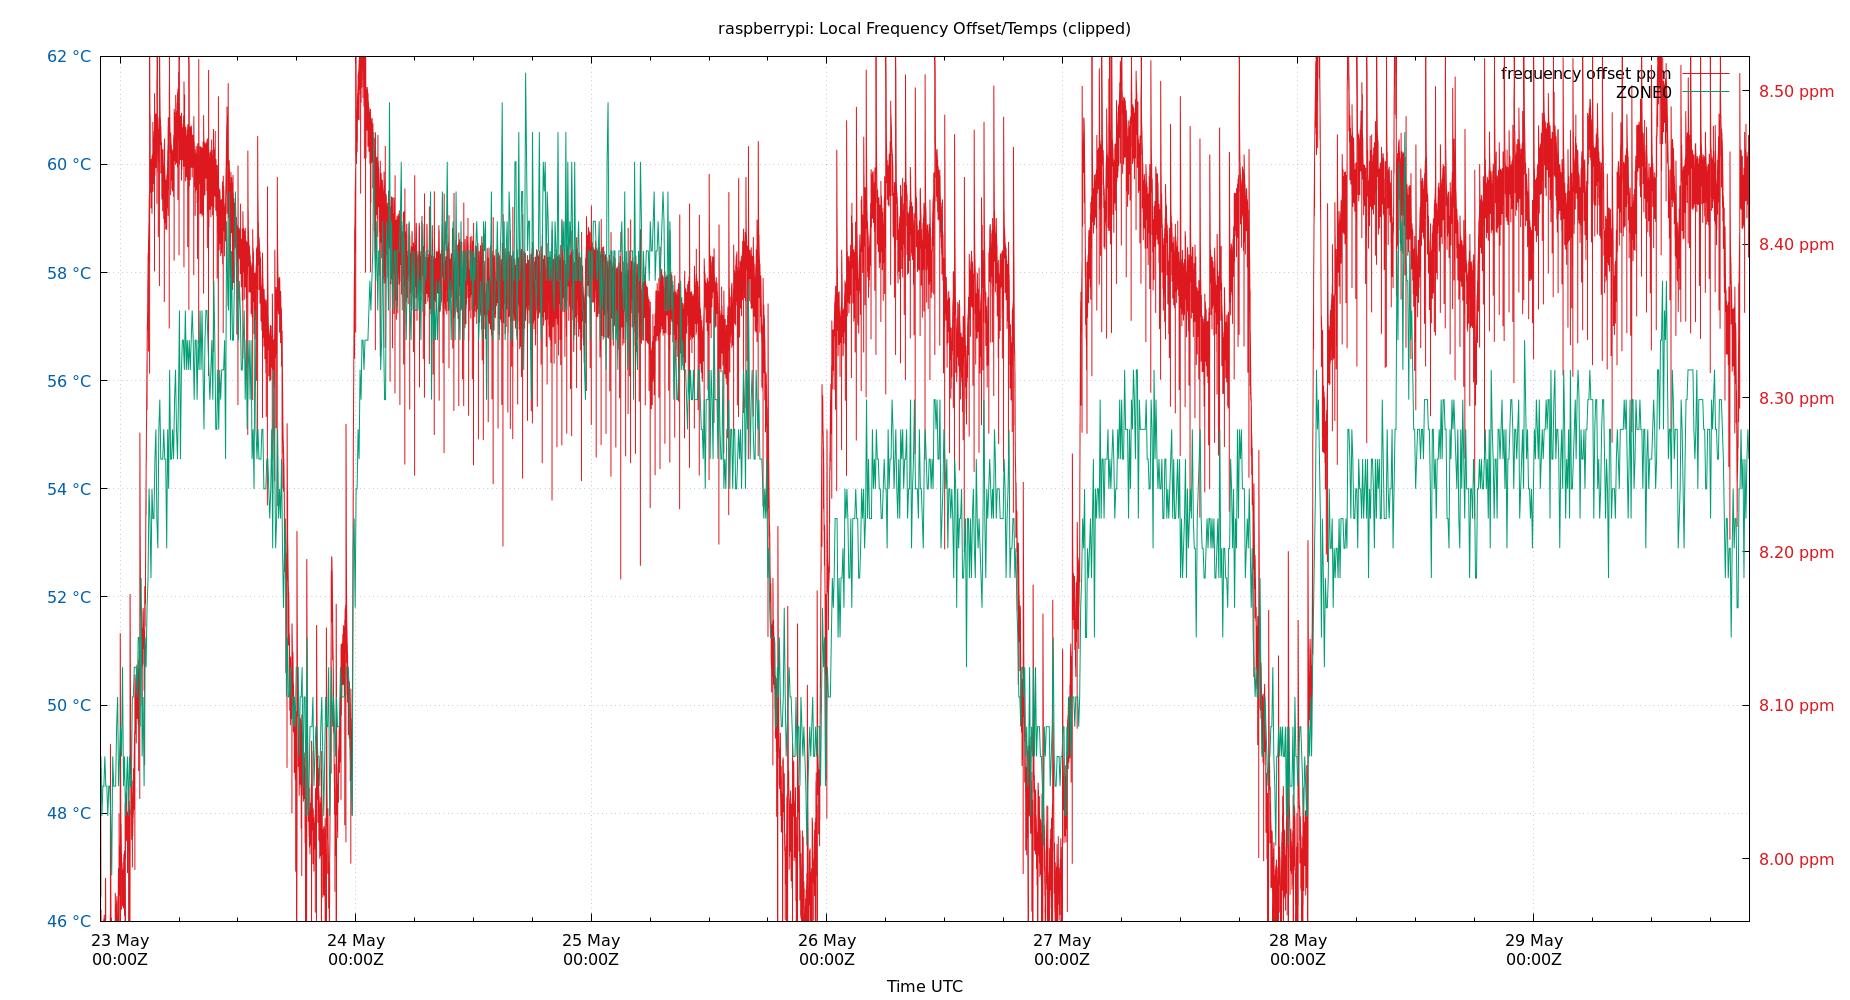 raspberrypi: Local Frequency Offset/Temps (clipped)
62 °C
60 °C
58 °C
56 °C
54 °C
52 °C
50 °C
48 °C
46 °C
frequency offset ppm
ZONE0
8.50 ppm
8.40 ppm
8.30 ppm
8.20 ppm
8.10 ppm
8.00 ppm
23 May
00:00Z
24 May
00:00Z
25 May
00:00Z
26 May
00:00Z
27 May
00:00Z
28 May
00:00Z
29 May
00:00Z
Time UTC